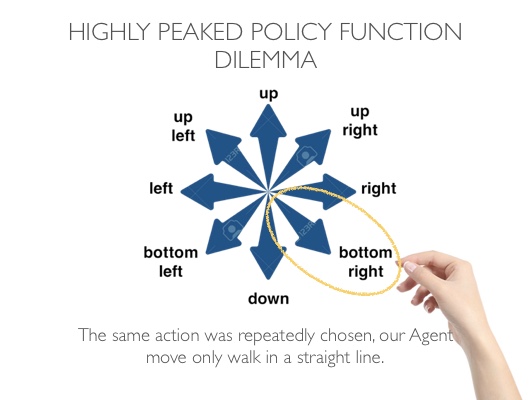 HIGHLY PEAKED POLICY FUNCTION
DILEMMA
up
up
left
up
right
left
right
bottom
left
bottom
right
down
The same action was repeatedly chosen, our Agent
move only walk in a straight line.